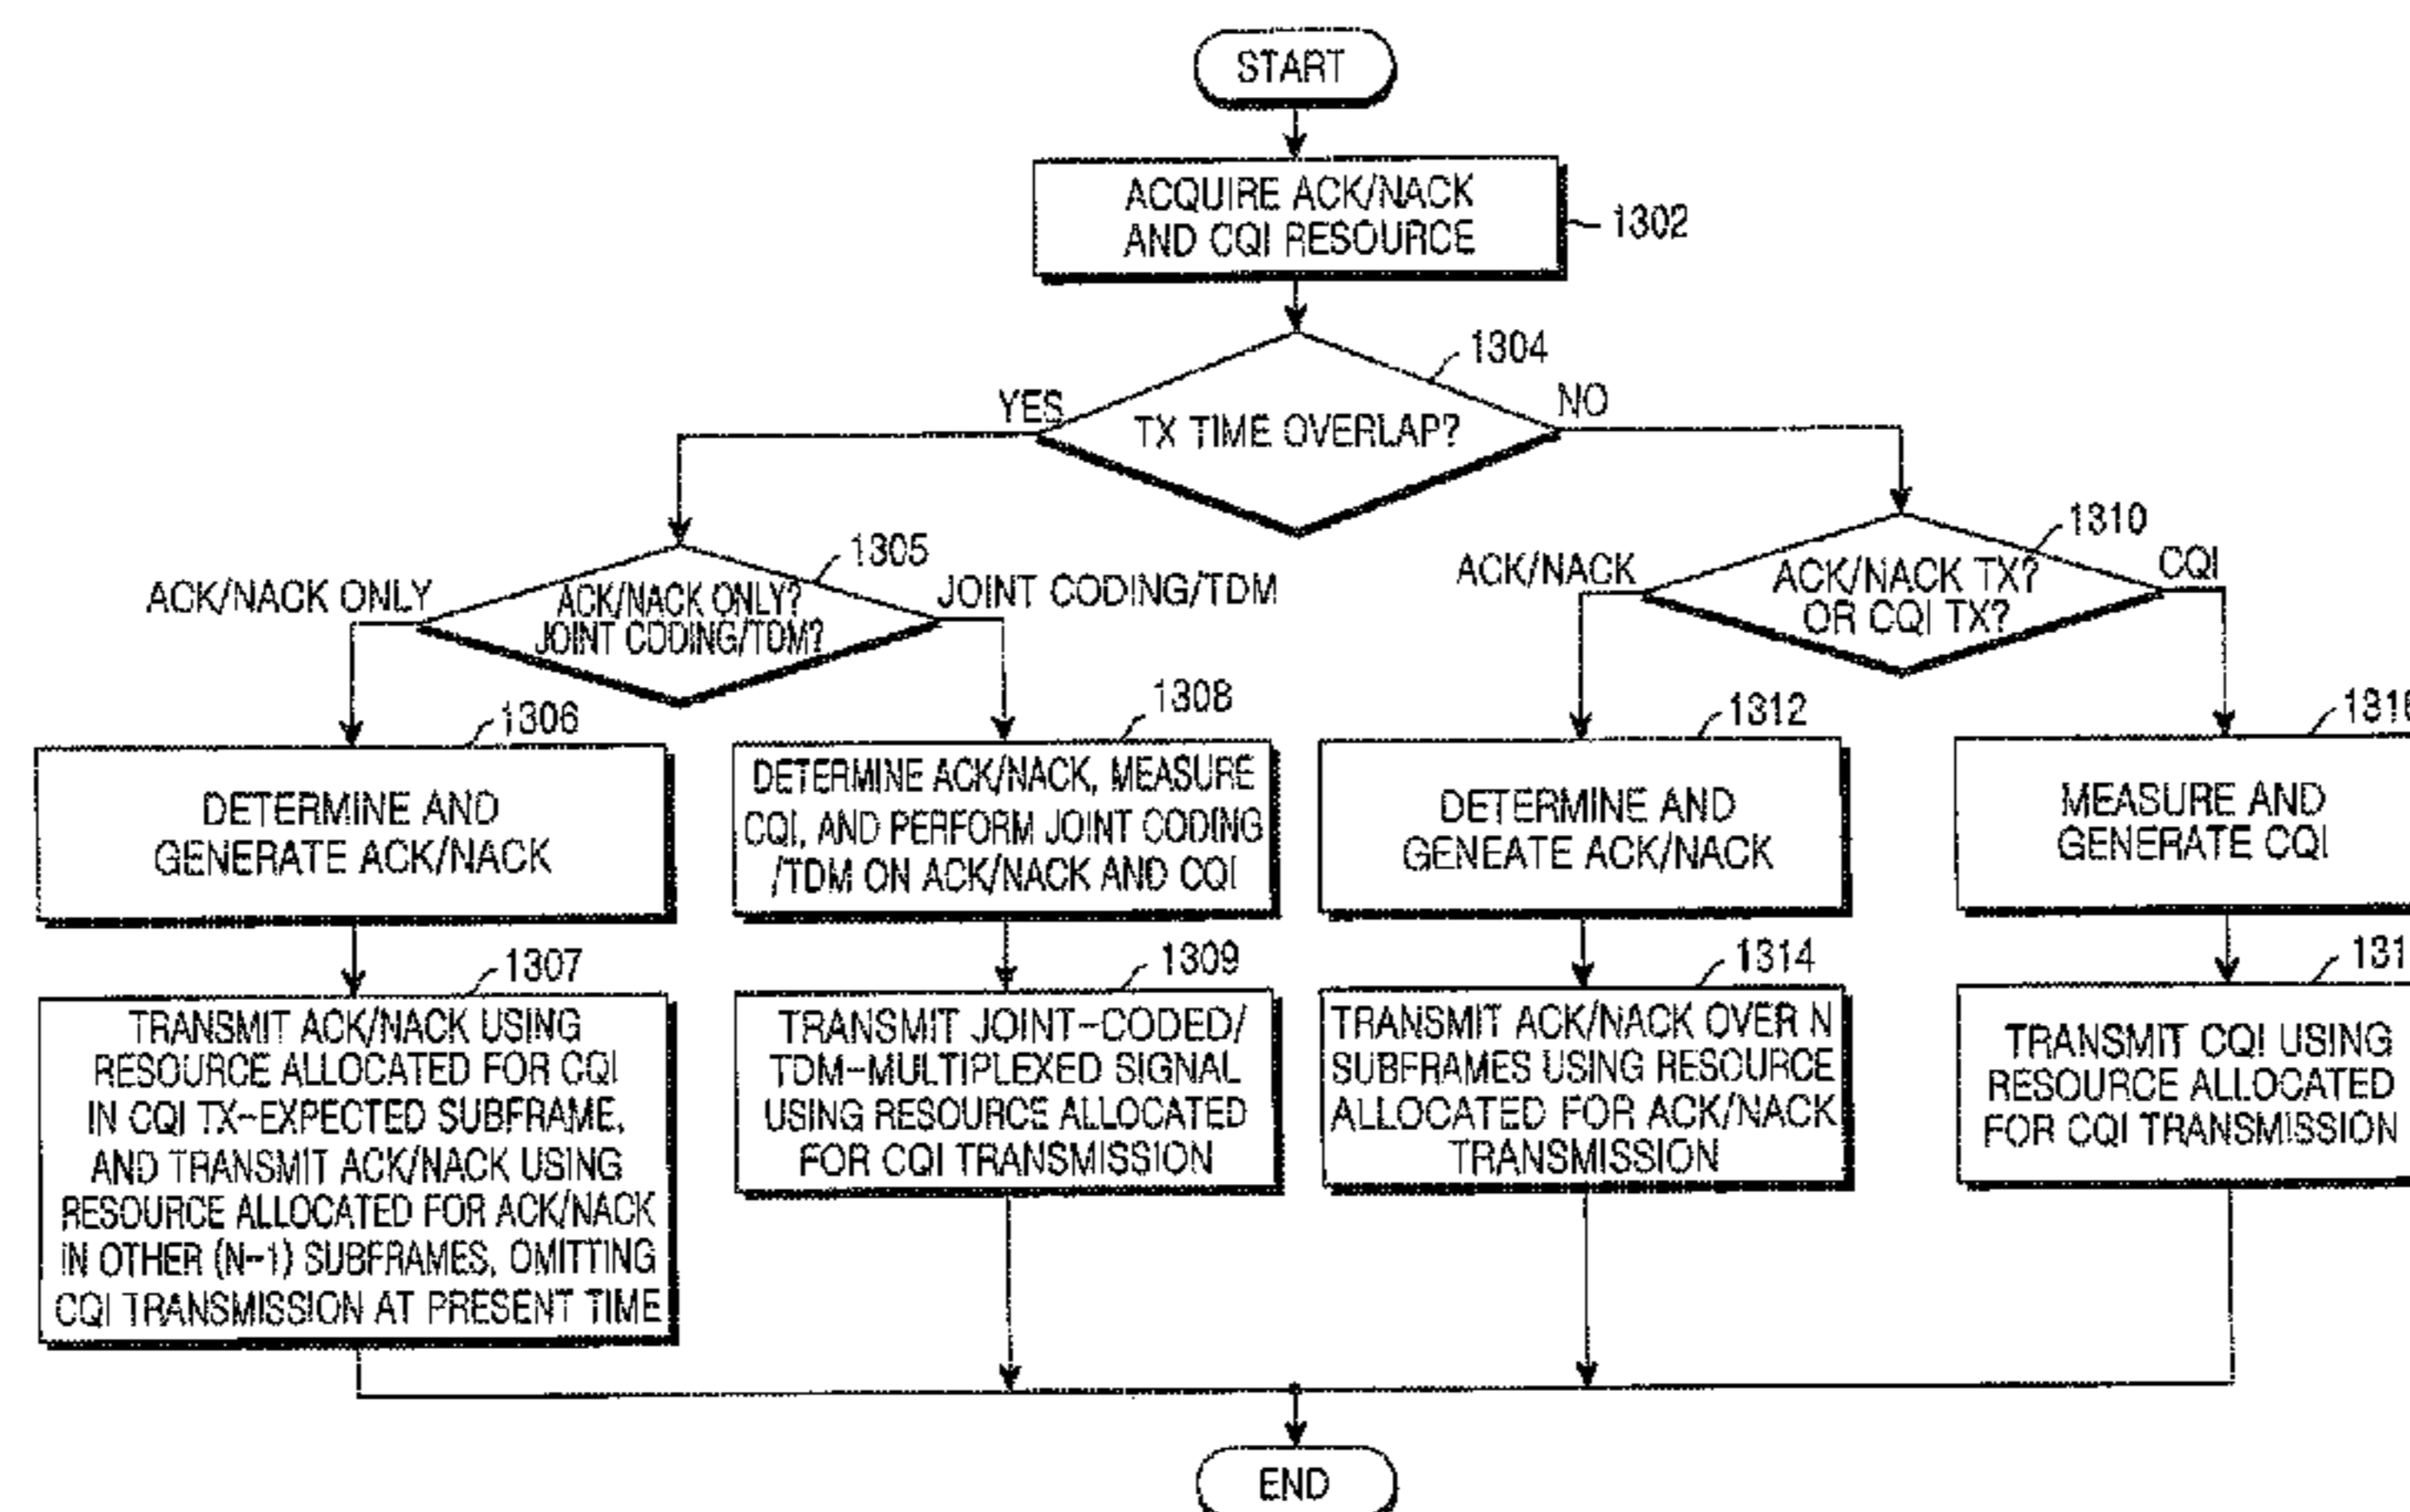 START
ACQUIRE ACK/NACK
AND CQI RESOURCE
1302
1304
YES
TX TIME OVERLAP?
NO
1305
ACK/NACK ONLY
ACK/NACK ONLY?
JOINT CODING/TDM?
JOINT CODING/TDM
1310
ACK/NACK
ACK/NACK TX?
OR CQI TX?
CQI
1306
DETERMINE AND
GENERATE ACK/NACK
1308
DETERMINE ACK/NACK, MEASURE
CQI, AND PERFORM JOINT CODING
/TDM ON ACK/NACK AND CQI
1312
DETERMINE AND
GENEATE ACK/NACK
MEASURE AND
GENERATE CQI
1307
TRANSMIT ACK/NACK USING
RESOURCE ALLOCATED FOR CQI
IN CQI TX-EXPECTED SUBFRAME,
AND TRANSMIT ACK/NACK USING
RESOURCE ALLOCATED FOR ACK/NACK
IN OTHER (N-1) SUBFRAMES, OMITTING
CQI TRANSMISSION AT PRESENT TIME
1309
TRANSMIT JOINT-CODED/
TDM-MULTIPLEXED SIGNAL
USING RESOURCE ALLOCATED
FOR CQI TRANSMISSION
1314
TRANSMIT ACK/NACK OVER N
SUBFRAMES USING RESOURCE
ALLOCATED FOR ACK/NACK
TRANSMISSION
TRANSMIT CQI USING
RESOURCE ALLOCATED
FOR CQI TRANSMISSION
END